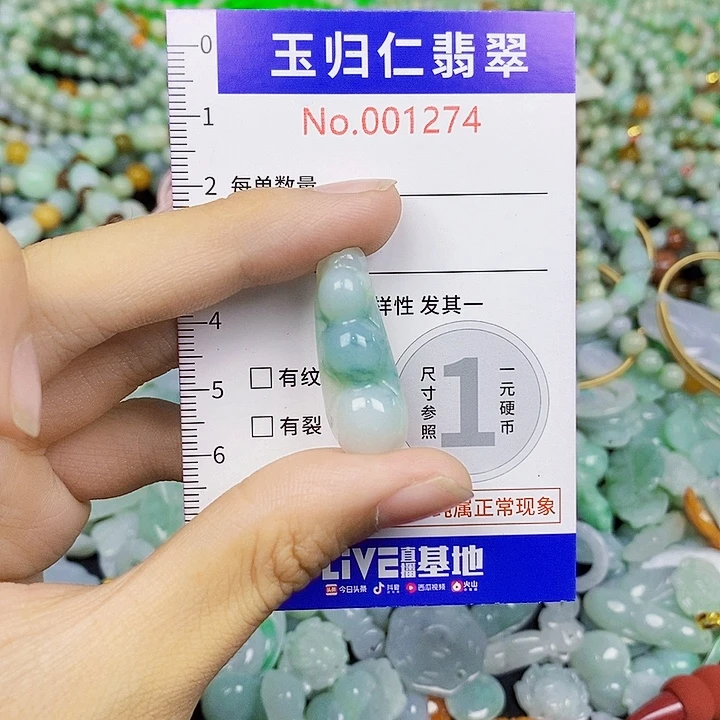 玉归仁翡翠
No.001274
0
1
2
每单数量
样性 发其一
4
5
6
有纹
有裂
尺寸参照
1
一元硬币
属正常现象
LiVE直播基地
今日头条 抖音 西瓜视频 火山